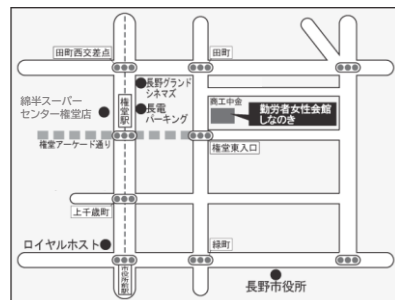 田町西交差点
田町
長野グランド
シネマズ
長電
パーキング
権堂駅
綿半スーパー
センター権堂店
商工中金
勤労者女性会館
しなのき
権堂アーケード通り
権堂東入口
上千歳町
ロイヤルホスト
緑町
市役所前駅
長野市役所